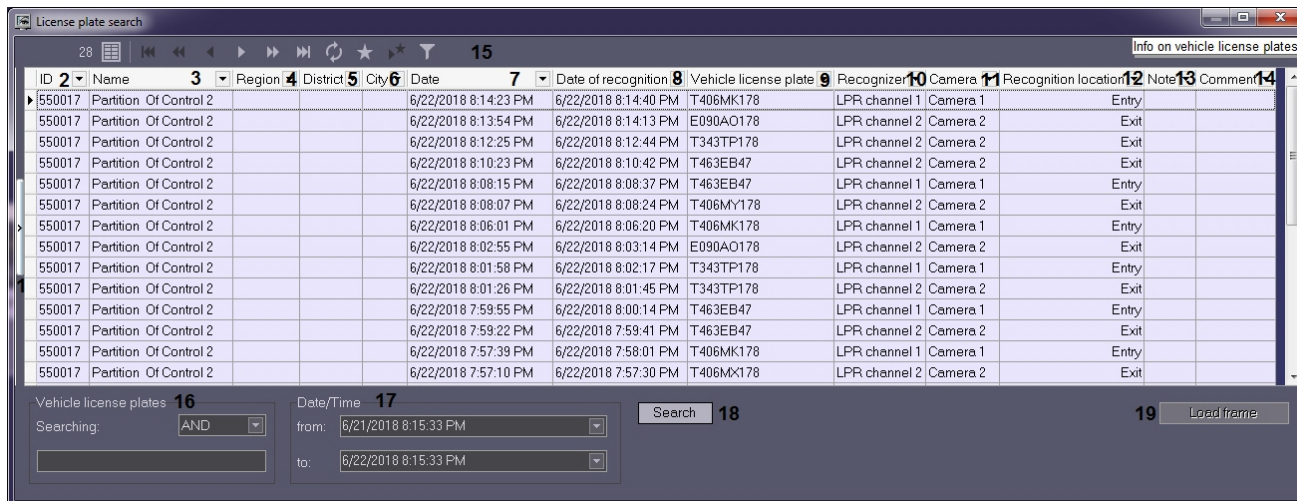 License plate search
28 15
Info on vehicle license plates
ID 2 Name 3 Region 4 District 5 City 6 Date 7 Date of recognition 8 Vehicle license plate 9 Recognizer 10 Camera 11 Recognition location 12 Note 13 Comment 14
550017 Partition Of Control 2 6/22/2018 8:14:23 PM 6/22/2018 8:14:40 PM T406MK178 LPR channel 1 Camera 1 Entry
550017 Partition Of Control 2 6/22/2018 8:13:54 PM 6/22/2018 8:14:13 PM E090AO178 LPR channel 2 Camera 2 Exit
550017 Partition Of Control 2 6/22/2018 8:12:25 PM 6/22/2018 8:12:44 PM T343TP178 LPR channel 2 Camera 2 Exit
550017 Partition Of Control 2 6/22/2018 8:10:23 PM 6/22/2018 8:10:42 PM T463EB47 LPR channel 2 Camera 2 Exit
550017 Partition Of Control 2 6/22/2018 8:08:15 PM 6/22/2018 8:08:37 PM T463EB47 LPR channel 1 Camera 1 Entry
550017 Partition Of Control 2 6/22/2018 8:08:07 PM 6/22/2018 8:08:24 PM T406MY178 LPR channel 2 Camera 2 Exit
550017 Partition Of Control 2 6/22/2018 8:06:01 PM 6/22/2018 8:06:20 PM T406MK178 LPR channel 1 Camera 1 Entry
550017 Partition Of Control 2 6/22/2018 8:02:55 PM 6/22/2018 8:03:14 PM E090AO178 LPR channel 2 Camera 2 Exit
550017 Partition Of Control 2 6/22/2018 8:01:58 PM 6/22/2018 8:02:17 PM T343TP178 LPR channel 1 Camera 1 Entry
1
550017 Partition Of Control 2 6/22/2018 8:01:26 PM 6/22/2018 8:01:45 PM T343TP178 LPR channel 2 Camera 2 Exit
550017 Partition Of Control 2 6/22/2018 7:59:55 PM 6/22/2018 8:00:14 PM T463EB47 LPR channel 1 Camera 1 Entry
550017 Partition Of Control 2 6/22/2018 7:59:22 PM 6/22/2018 7:59:41 PM T463EB47 LPR channel 2 Camera 2 Exit
550017 Partition Of Control 2 6/22/2018 7:57:39 PM 6/22/2018 7:58:01 PM T406MK178 LPR channel 1 Camera 1 Entry
550017 Partition Of Control 2 6/22/2018 7:57:10 PM 6/22/2018 7:57:30 PM T406MX178 LPR channel 2 Camera 2 Exit
Vehicle license plates 16 Date/Time 17
Searching: AND from: 6/21/2018 8:15:33 PM Search 18 19 Load frame
to: 6/22/2018 8:15:33 PM